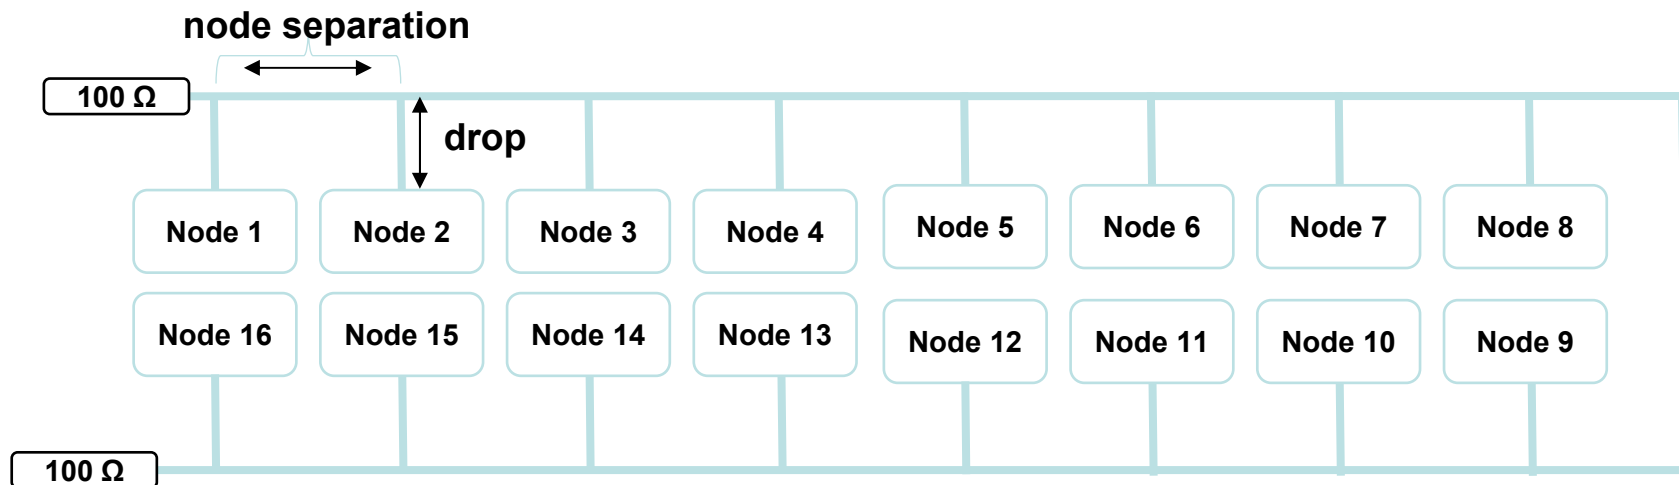 node separation
100 Ω
drop
Node 1
Node 2
Node 3
Node 4
Node 5
Node 6
Node 7
Node 8
Node 16
Node 15
Node 14
Node 13
Node 12
Node 11
Node 10
Node 9
100 Ω